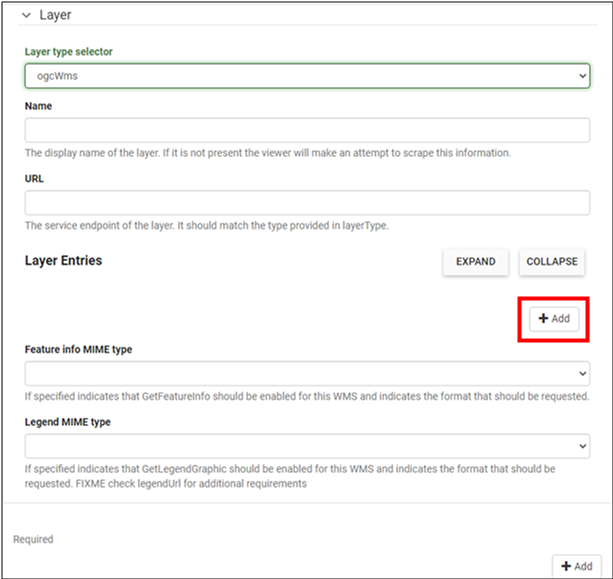 Layer
Layer type selector
ogcWms
Name
The display name of the layer. If it is not present the viewer will make an attempt to scrape this information.
URL
The service endpoint of the layer. It should match the type provided in layerType.
Layer Entries
EXPAND
COLLAPSE
+ Add
Feature info MIME type
If specified indicates that GetFeatureInfo should be enabled for this WMS and indicates the format that should be requested.
Legend MIME type
If specified indicates that GetLegendGraphic should be enabled for this WMS and indicates the format that should be
requested. FIXME check legendUrl for additional requirements
Required
+ Add